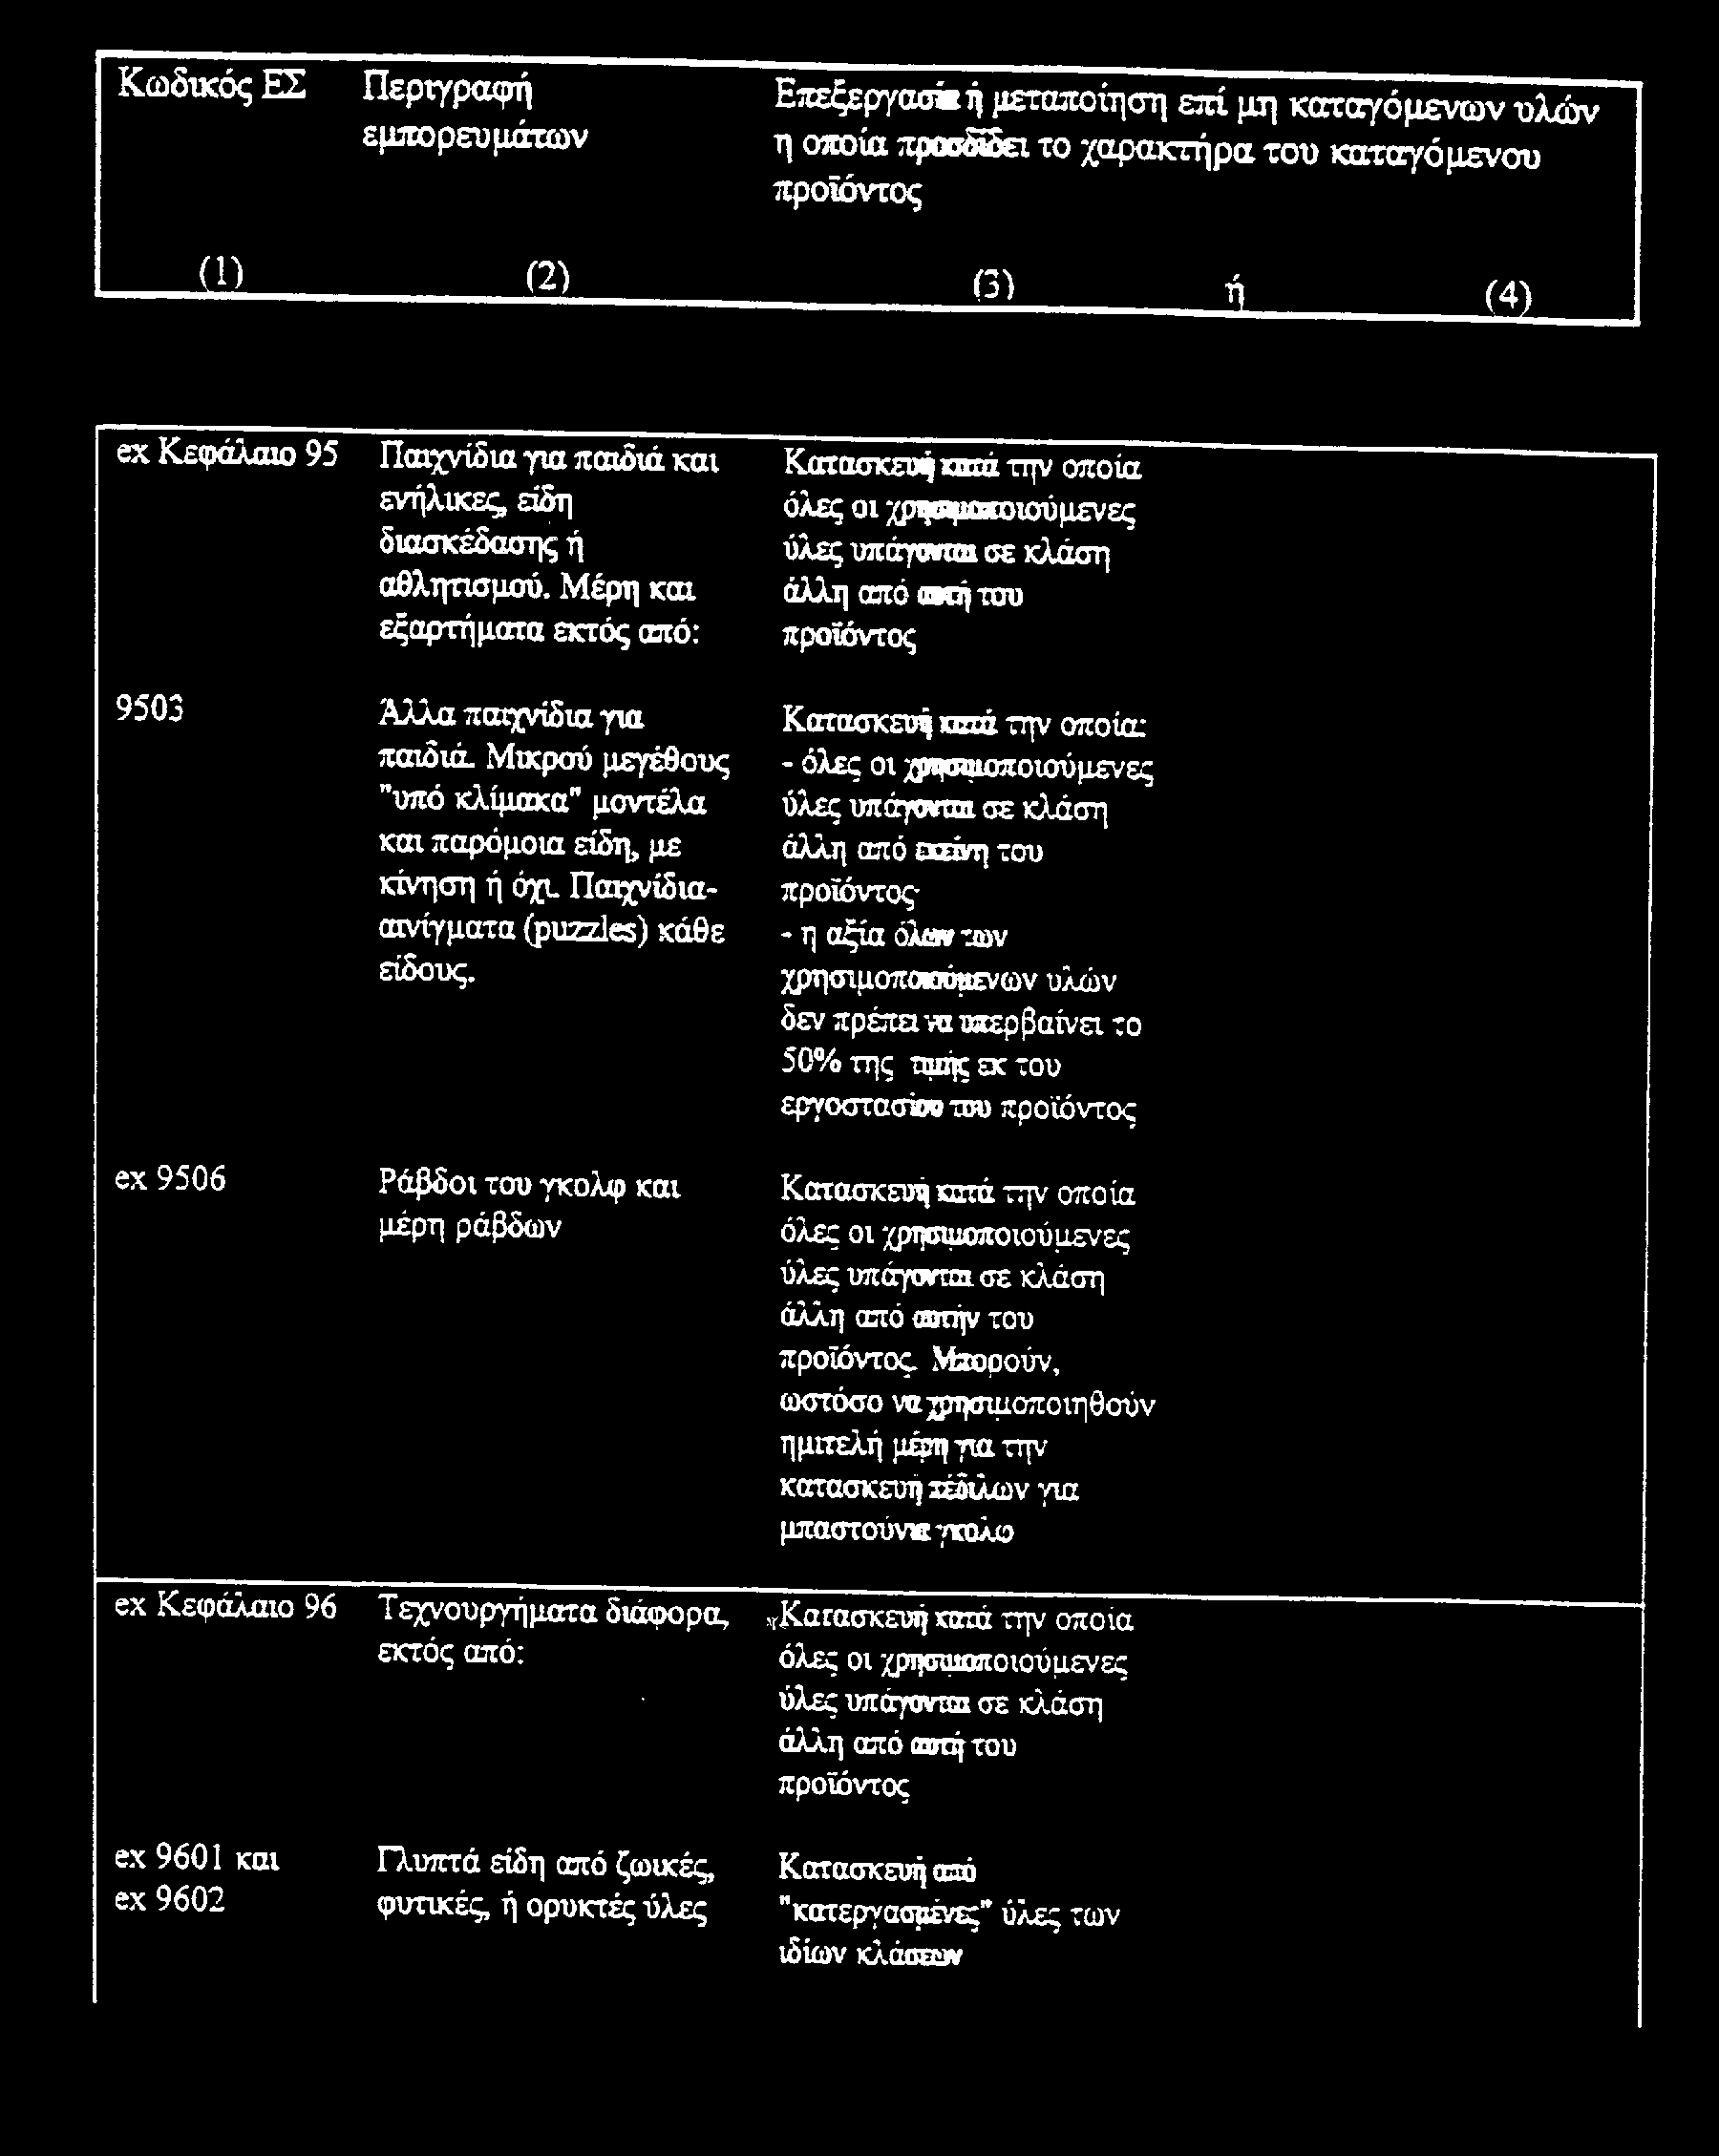 Κωδικός ΕΣ
Περιγραφή
εμπορευμάτων
Επεξεργασία ή μεταποίηση επί μη καταγόμενων υλών
η οποία προσδίδει το χαρακτήρα του καταγόμενου
προϊόντος
(1) (2) (3) ή (4)
ex Κεφάλαιο 95
Παιχνίδια για παιδιά και
ενήλικες, είδη
διασκέδασης ή
αθλητισμού. Μέρη και
εξαρτήματα εκτός από:
Κατασκευή κατά την οποία
όλες οι χρησιμοποιούμενες
ύλες υπάγονται σε κλάση
άλλη από αυτή του
προϊόντος
9503
Άλλα παιχνίδια για
παιδιά. Μικρού μεγέθους
"υπό κλίμακα" μοντέλα
και παρόμοια είδη, με
κίνηση ή όχι. Παιχνίδια-
αινίγματα (puzzles) κάθε
είδους.
Κατασκευή κατά την οποία:
- όλες οι χρησιμοποιούμενες
ύλες υπάγονται σε κλάση
άλλη από εκείνη του
προϊόντος·
- η αξία όλων των
χρησιμοποιούμενων υλών
δεν πρέπει να υπερβαίνει το
50% της τιμής εκ του
εργοστασίου του προϊόντος
ex 9506
Ράβδοι του γκολφ και
μέρη ράβδων
Κατασκευή κατά την οποία
όλες οι χρησιμοποιούμενες
ύλες υπάγονται σε κλάση
άλλη από αυτήν του
προϊόντος. Μπορούν,
ωστόσο να χρησιμοποιηθούν
ημιτελή μέρη για την
κατασκευή πέδιλων για
μπαστούνια γκολφ
ex Κεφάλαιο 96
Τεχνουργήματα διάφορα,
εκτός από:
Κατασκευή κατά την οποία
όλες οι χρησιμοποιούμενες
ύλες υπάγονται σε κλάση
άλλη από αυτή του
προϊόντος
ex 9601 και
ex 9602
Γλυπτά είδη από ζωικές,
φυτικές, ή ορυκτές ύλες
Κατασκευή από
"κατεργασμένες" ύλες των
ιδίων κλάσεων